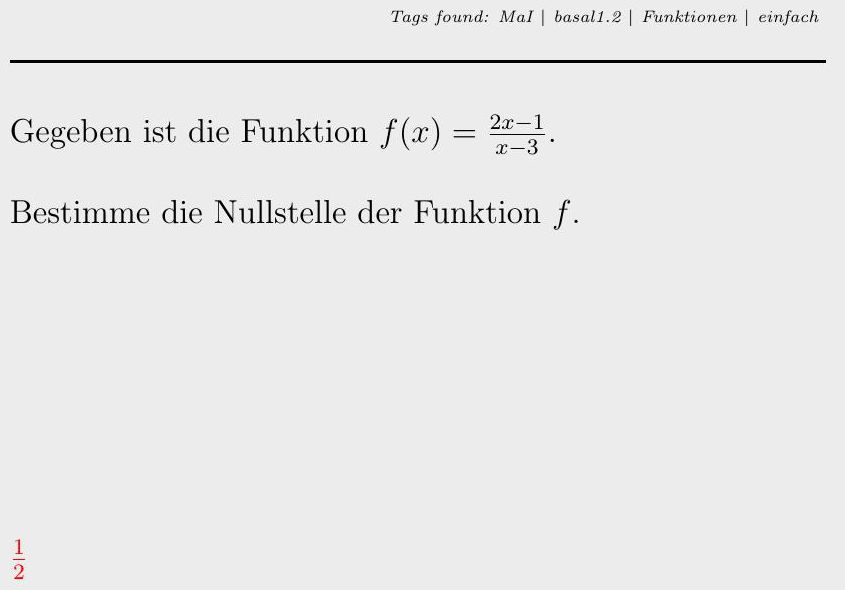 Tags found: MaI | basal1.2 | Funktionen | einfach
Gegeben ist die Funktion $f(x) = \frac{2x-1}{x-3}$.
Bestimme die Nullstelle der Funktion $f$.
$\frac{1}{2}$